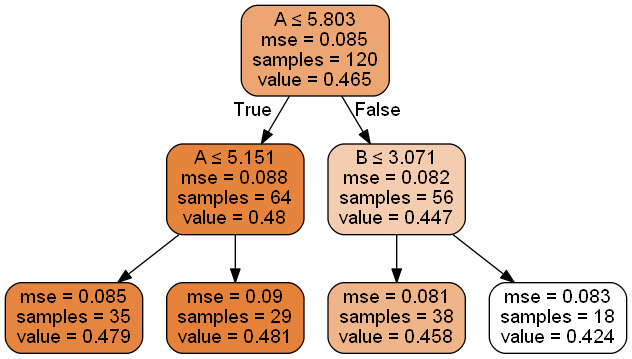 A ≤ 5.803
mse = 0.085
samples = 120
value = 0.465
True
False
A ≤ 5.151
mse = 0.088
samples = 64
value = 0.48
B ≤ 3.071
mse = 0.082
samples = 56
value = 0.447
mse = 0.085
samples = 35
value = 0.479
mse = 0.09
samples = 29
value = 0.481
mse = 0.081
samples = 38
value = 0.458
mse = 0.083
samples = 18
value = 0.424